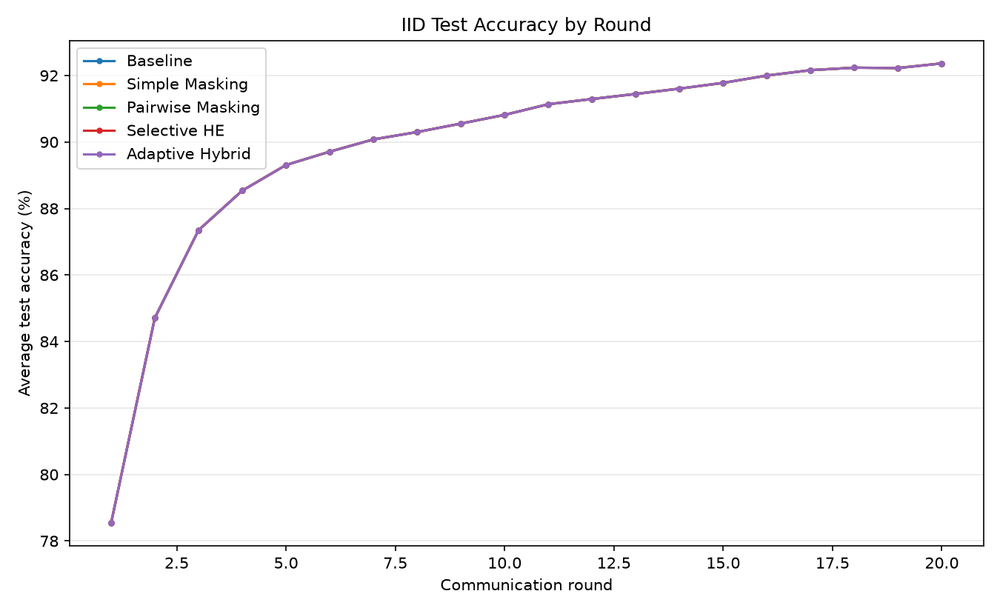 IID Test Accuracy by Round
Baseline
Simple Masking
Pairwise Masking
Selective HE
Adaptive Hybrid
Average test accuracy (%)
92
90
88
86
84
82
80
78
2.5 5.0 7.5 10.0 12.5 15.0 17.5 20.0
Communication round